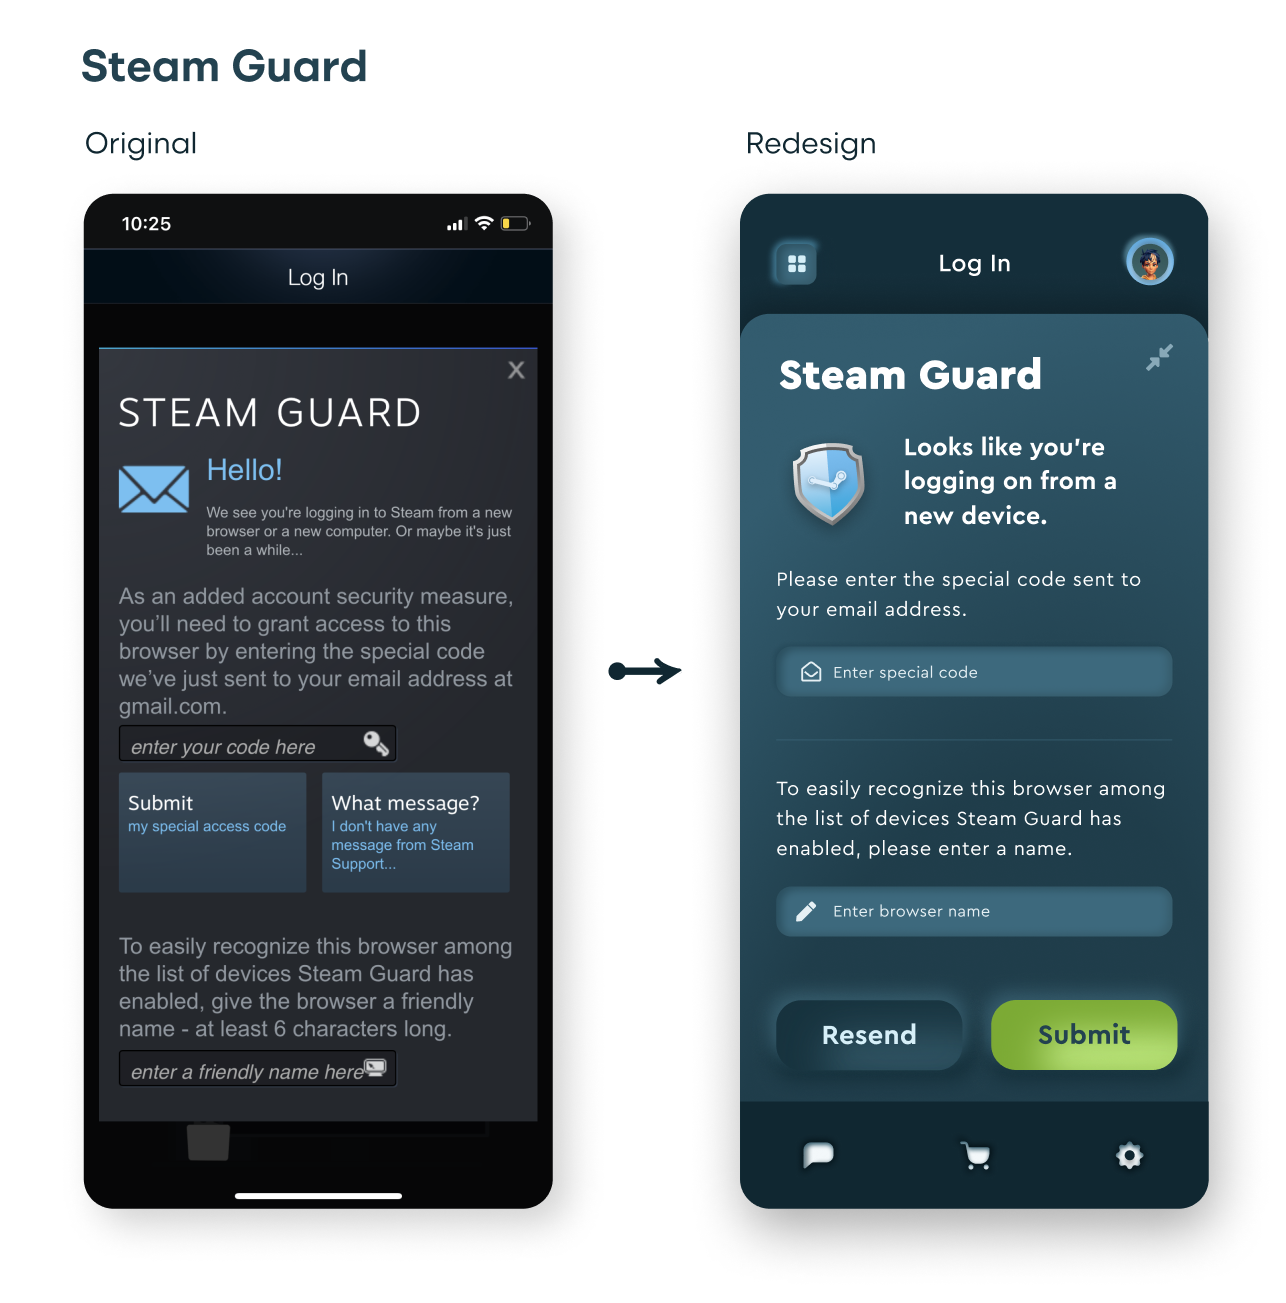 Steam Guard
Original
10:25
Log In
X
STEAM GUARD
Hello!
We see you're logging in to Steam from a new
browser or a new computer. Or maybe it's just
been a while...
As an added account security measure,
you'll need to grant access to this
browser by entering the special code
we've just sent to your email address at
gmail.com.
enter your code here
Submit
my special access code
What message?
I don't have any
message from Steam
Support...
To easily recognize this browser among
the list of devices Steam Guard has
enabled, give the browser a friendly
name - at least 6 characters long.
enter a friendly name here
Redesign
Log In
Steam Guard
Looks like you're
logging on from a
new device.
Please enter the special code sent to
your email address.
Enter special code
To easily recognize this browser among
the list of devices Steam Guard has
enabled, please enter a name.
Enter browser name
Resend
Submit